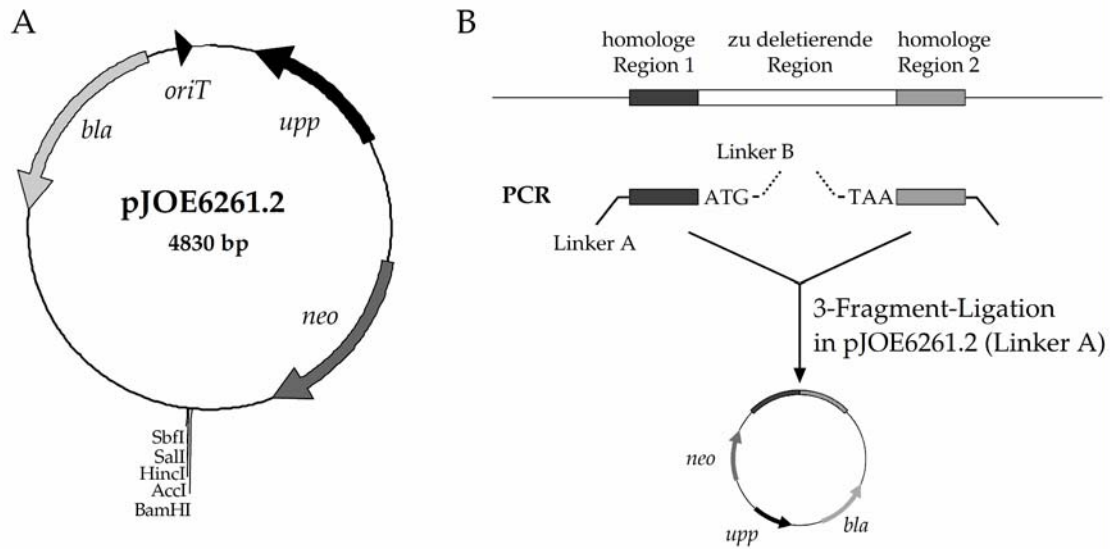 A
oriT
bla
upp
pJOE6261.2
4830 bp
neo
SbfI
SalI
HincI
AccI
BamHI
B
homologe
Region 1
zu deletierende
Region
homologe
Region 2
Linker B
PCR
ATG
TAA
Linker A
3-Fragment-Ligation
in pJOE6261.2 (Linker A)
neo
upp
bla